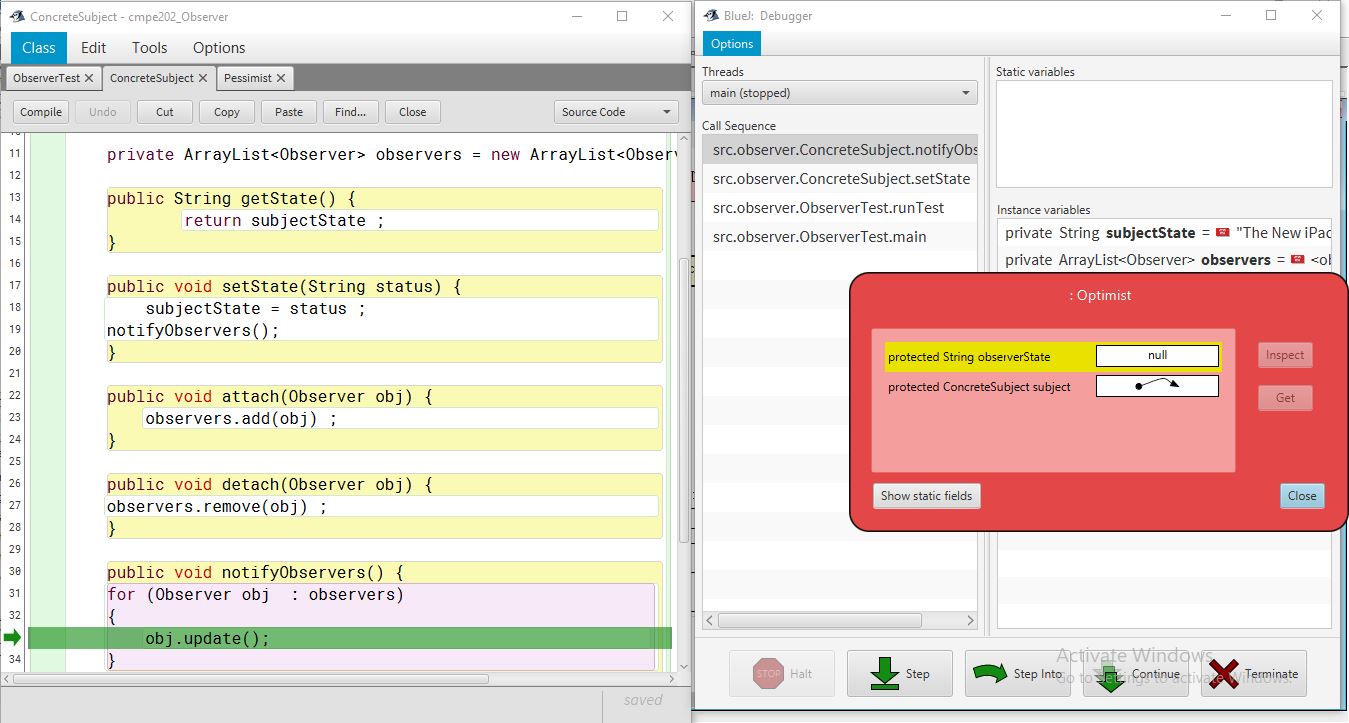 ConcreteSubject - cmpe202_Observer
Class Edit Tools Options
ObserverTest ConcreteSubject Pessimist
Compile Undo Cut Copy Paste Find... Close Source Code
11 private ArrayList<Observer> observers = new ArrayList<Obser
12
13 public String getState() {
14 return subjectState ;
15 }
16
17 public void setState(String status) {
18 subjectState = status ;
19 notifyObservers();
20 }
21
22 public void attach(Observer obj) {
23 observers.add(obj) ;
24 }
25
26 public void detach(Observer obj) {
27 observers.remove(obj) ;
28 }
29
30 public void notifyObservers() {
31 for (Observer obj : observers)
32 {
obj.update();
34 }
saved
BlueJ: Debugger
Options
Threads
main (stopped)
Call Sequence
src.observer.ConcreteSubject.notifyObs
src.observer.ConcreteSubject.setState
src.observer.ObserverTest.runTest
src.observer.ObserverTest.main
Static variables
Instance variables
private String subjectState = "The New iPac
private ArrayList<Observer> observers = <ob
: Optimist
protected String observerState null
protected ConcreteSubject subject
Inspect
Get
Show static fields Close
STOP Halt Step Step Into Continue Terminate
Activate Windows
Go to Settings to activate Windows.